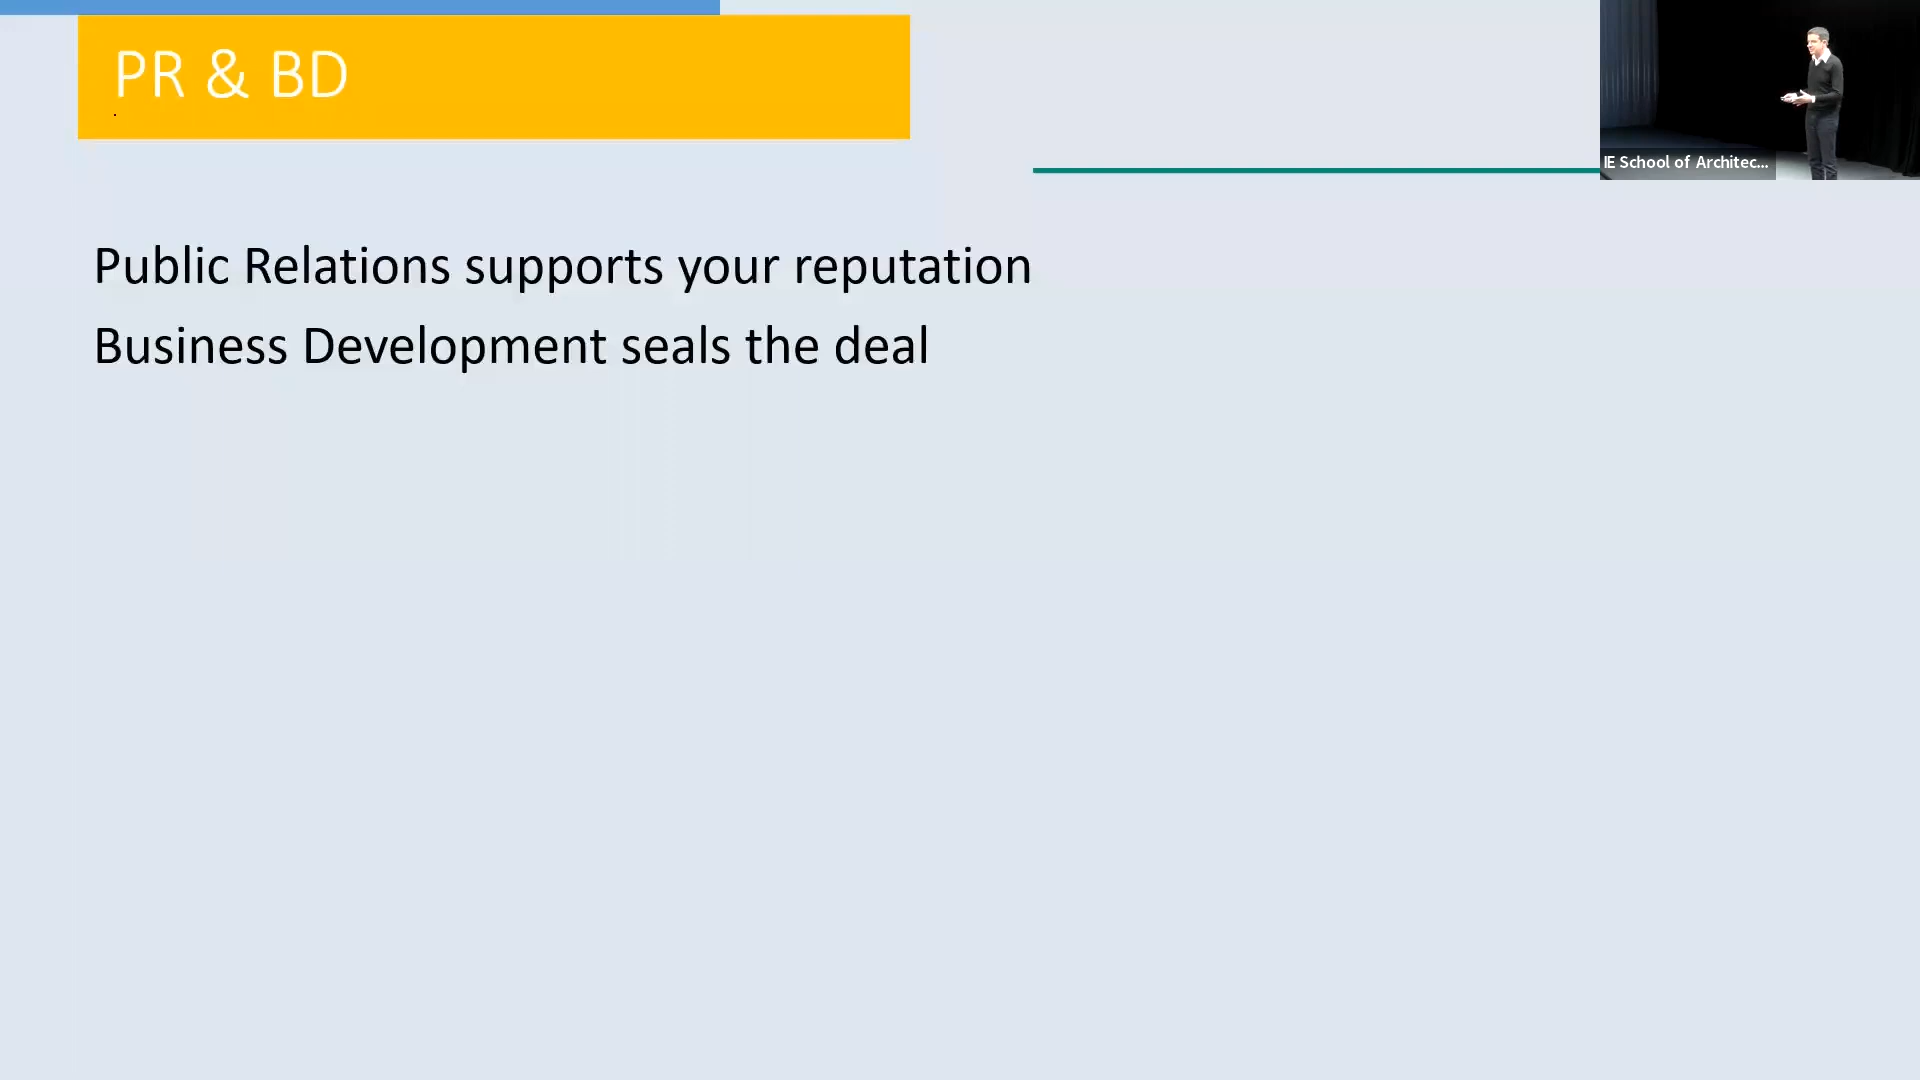 PR & BD
.
IE School of Architec...
Public Relations supports your reputation
Business Development seals the deal